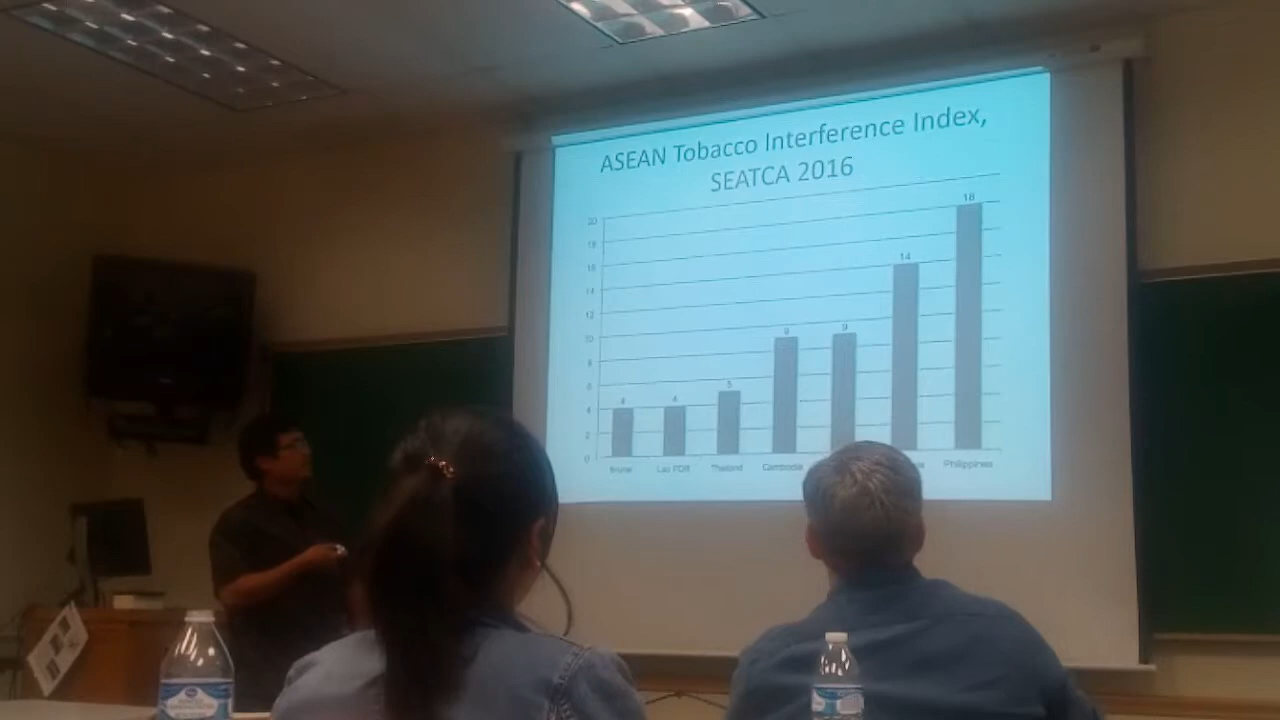 ASEAN Tobacco Interference Index,
SEATCA 2016
20
18
16
14
12
10
8
6
4
2
0
4
4
5
9
9
14
18
Brunei
Lao PDR
Thailand
Cambodia
Philippines